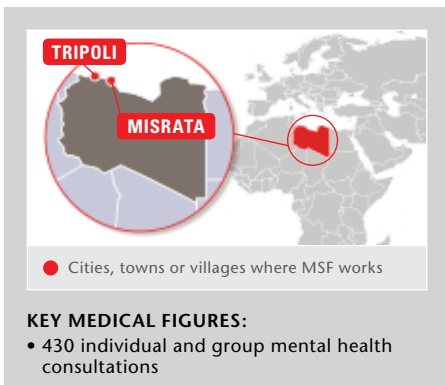 TRIPOLI
MISRATA
Cities, towns or villages where MSF works
KEY MEDICAL FIGURES:
• 430 individual and group mental health
consultations